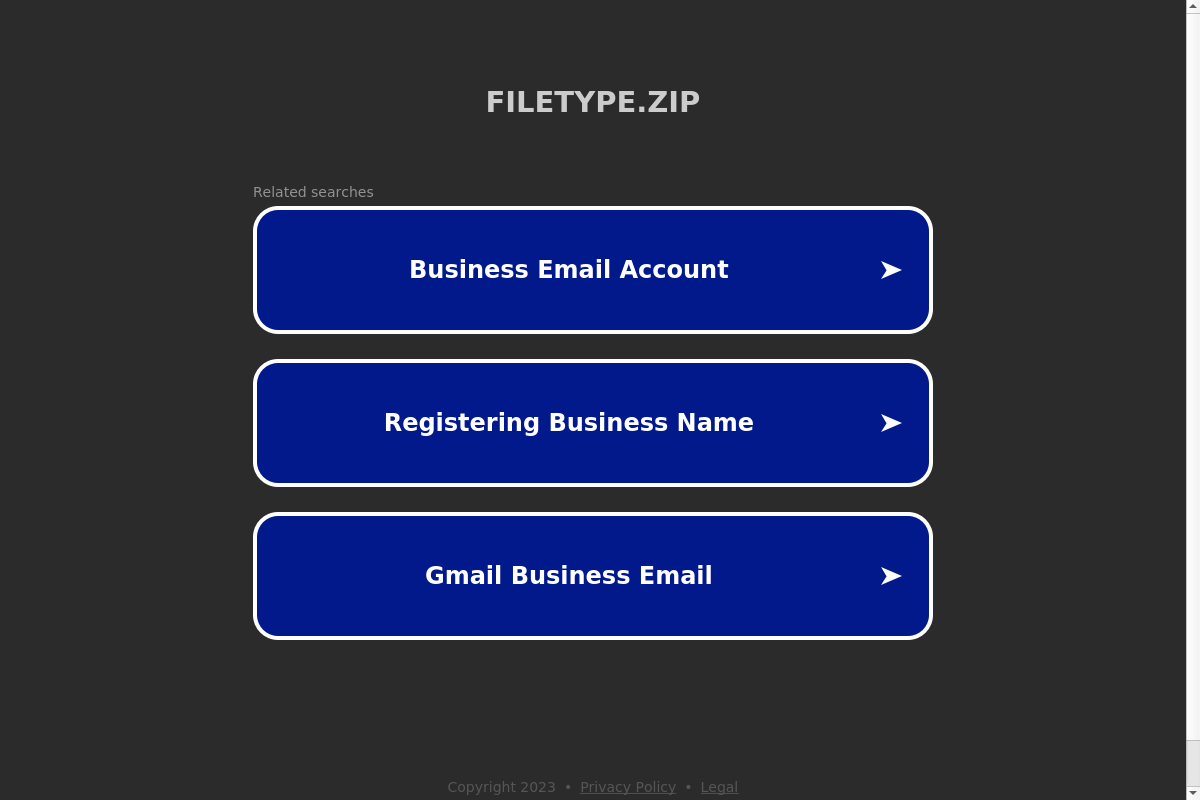 FILETYPE.ZIP
Related searches
Business Email Account
Registering Business Name
Gmail Business Email
Copyright 2023 • Privacy Policy • Legal